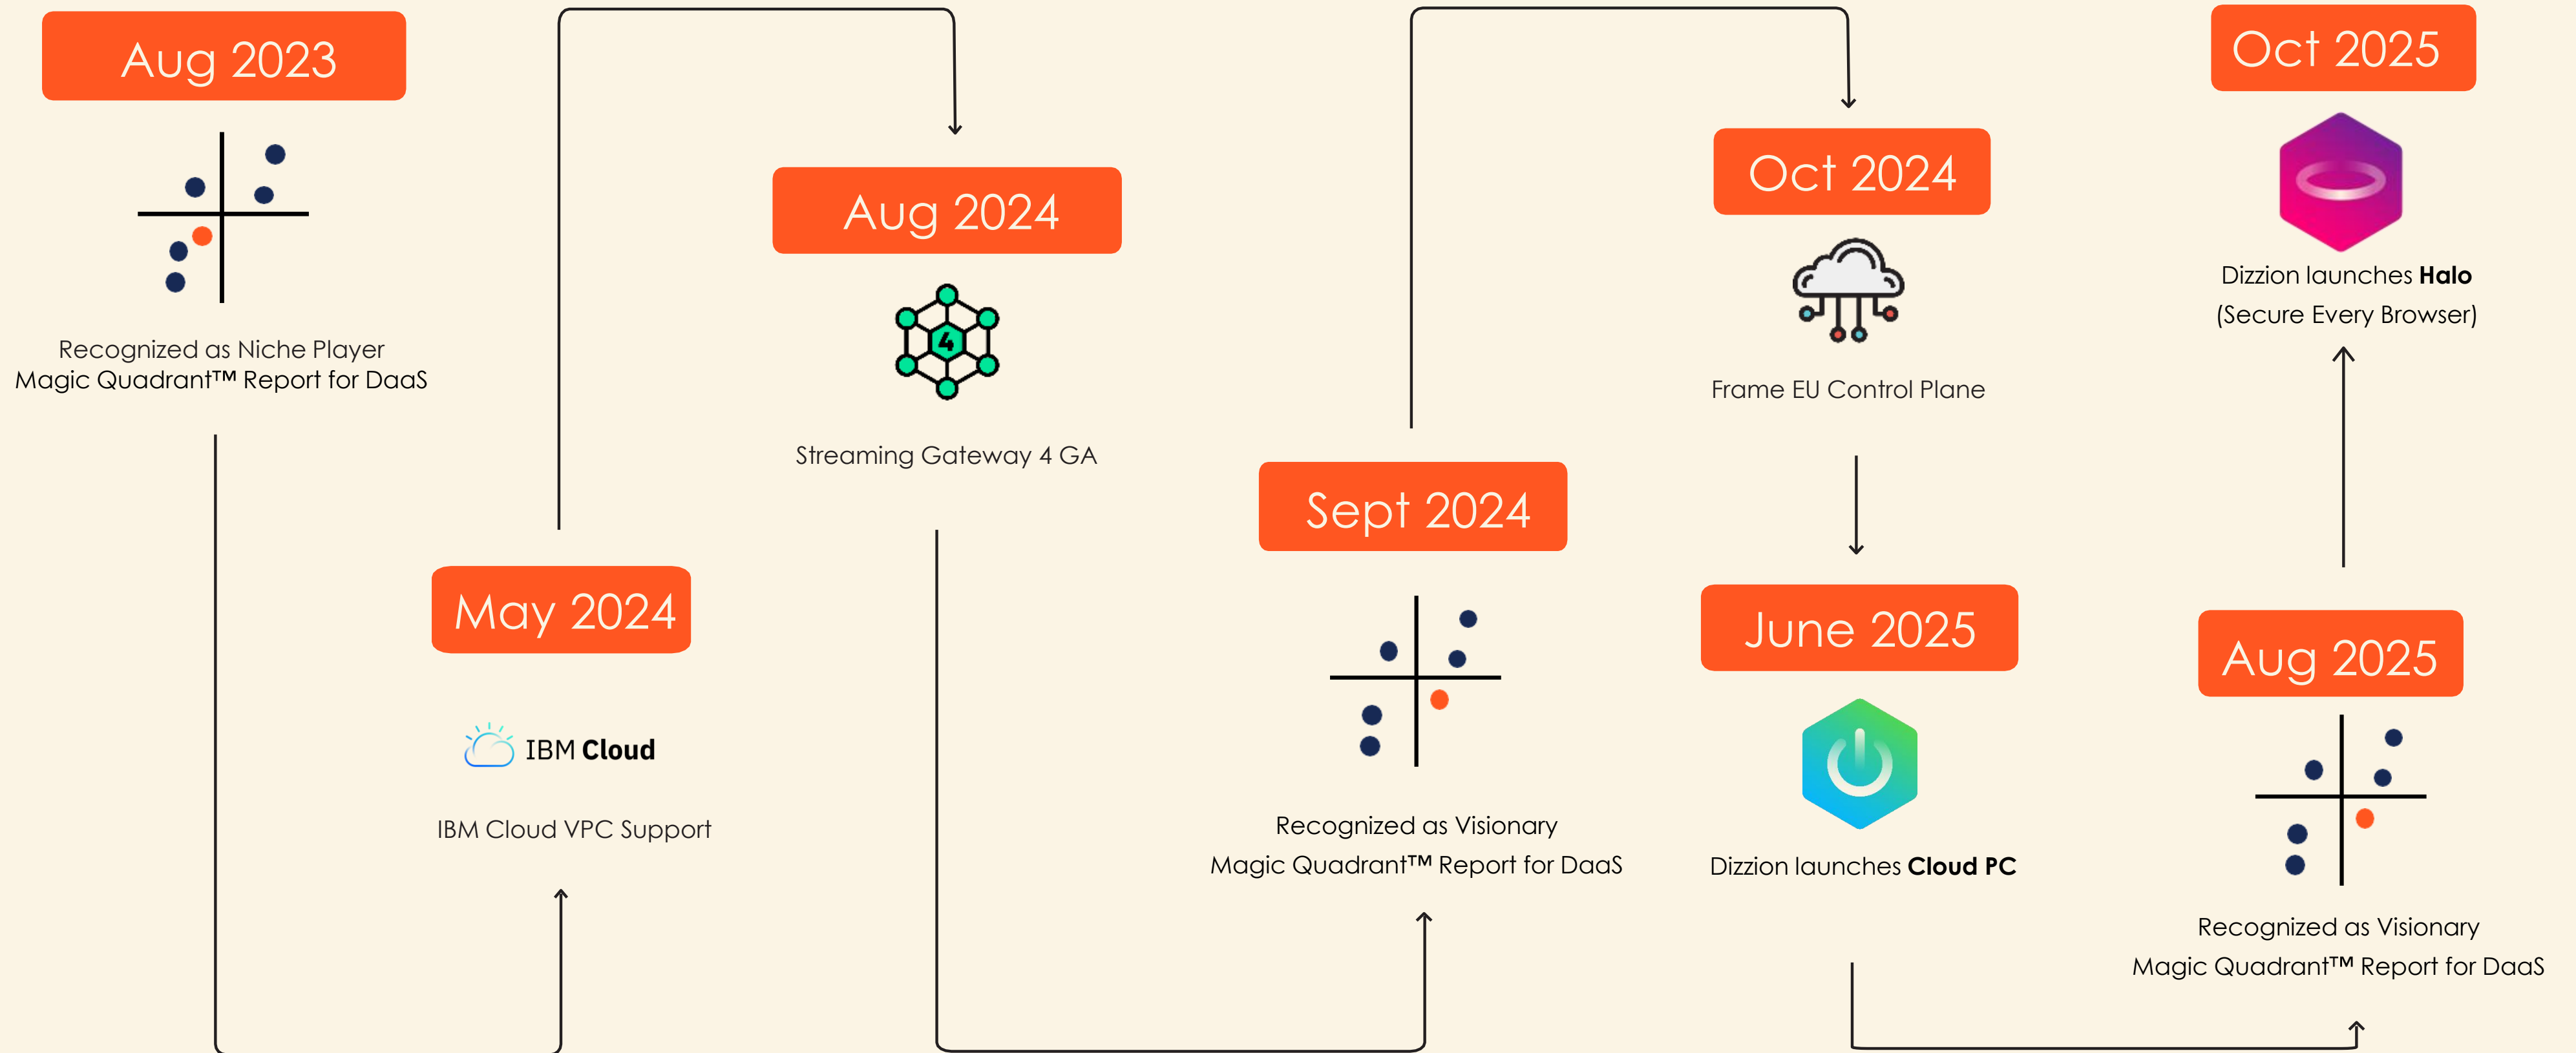 Aug 2023
Recognized as Niche Player
Magic Quadrant™ Report for DaaS
May 2024
IBM Cloud
IBM Cloud VPC Support
Aug 2024
4
Streaming Gateway 4 GA
Sept 2024
Recognized as Visionary
Magic Quadrant™ Report for DaaS
Oct 2024
Frame EU Control Plane
June 2025
Dizzion launches Cloud PC
Aug 2025
Recognized as Visionary
Magic Quadrant™ Report for DaaS
Oct 2025
Dizzion launches Halo
(Secure Every Browser)